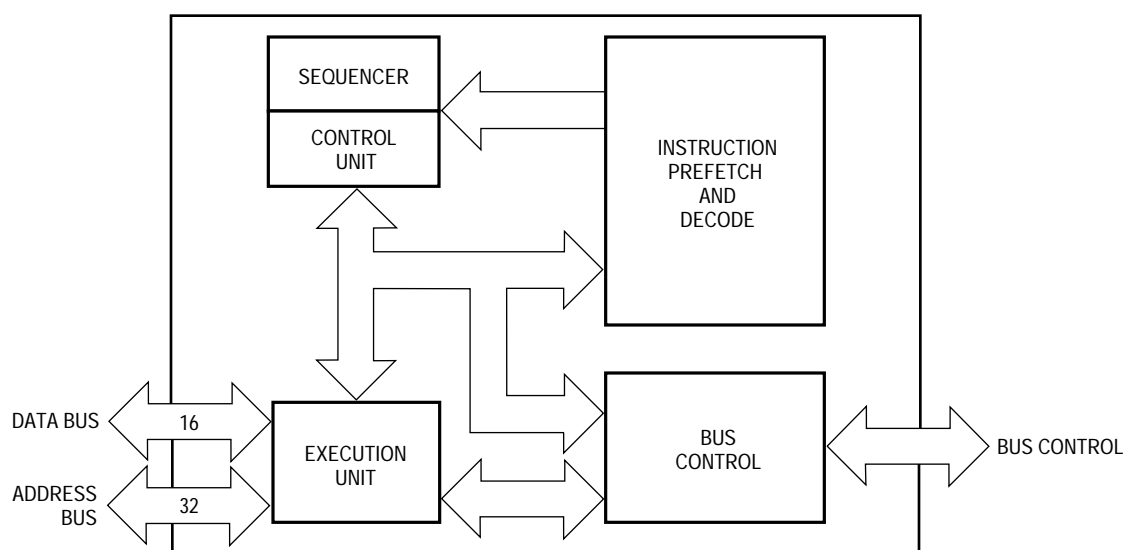 SEQUENCER
CONTROL
UNIT
INSTRUCTION
PREFETCH
AND
DECODE
DATA BUS
16
ADDRESS
BUS
32
EXECUTION
UNIT
BUS
CONTROL
BUS CONTROL